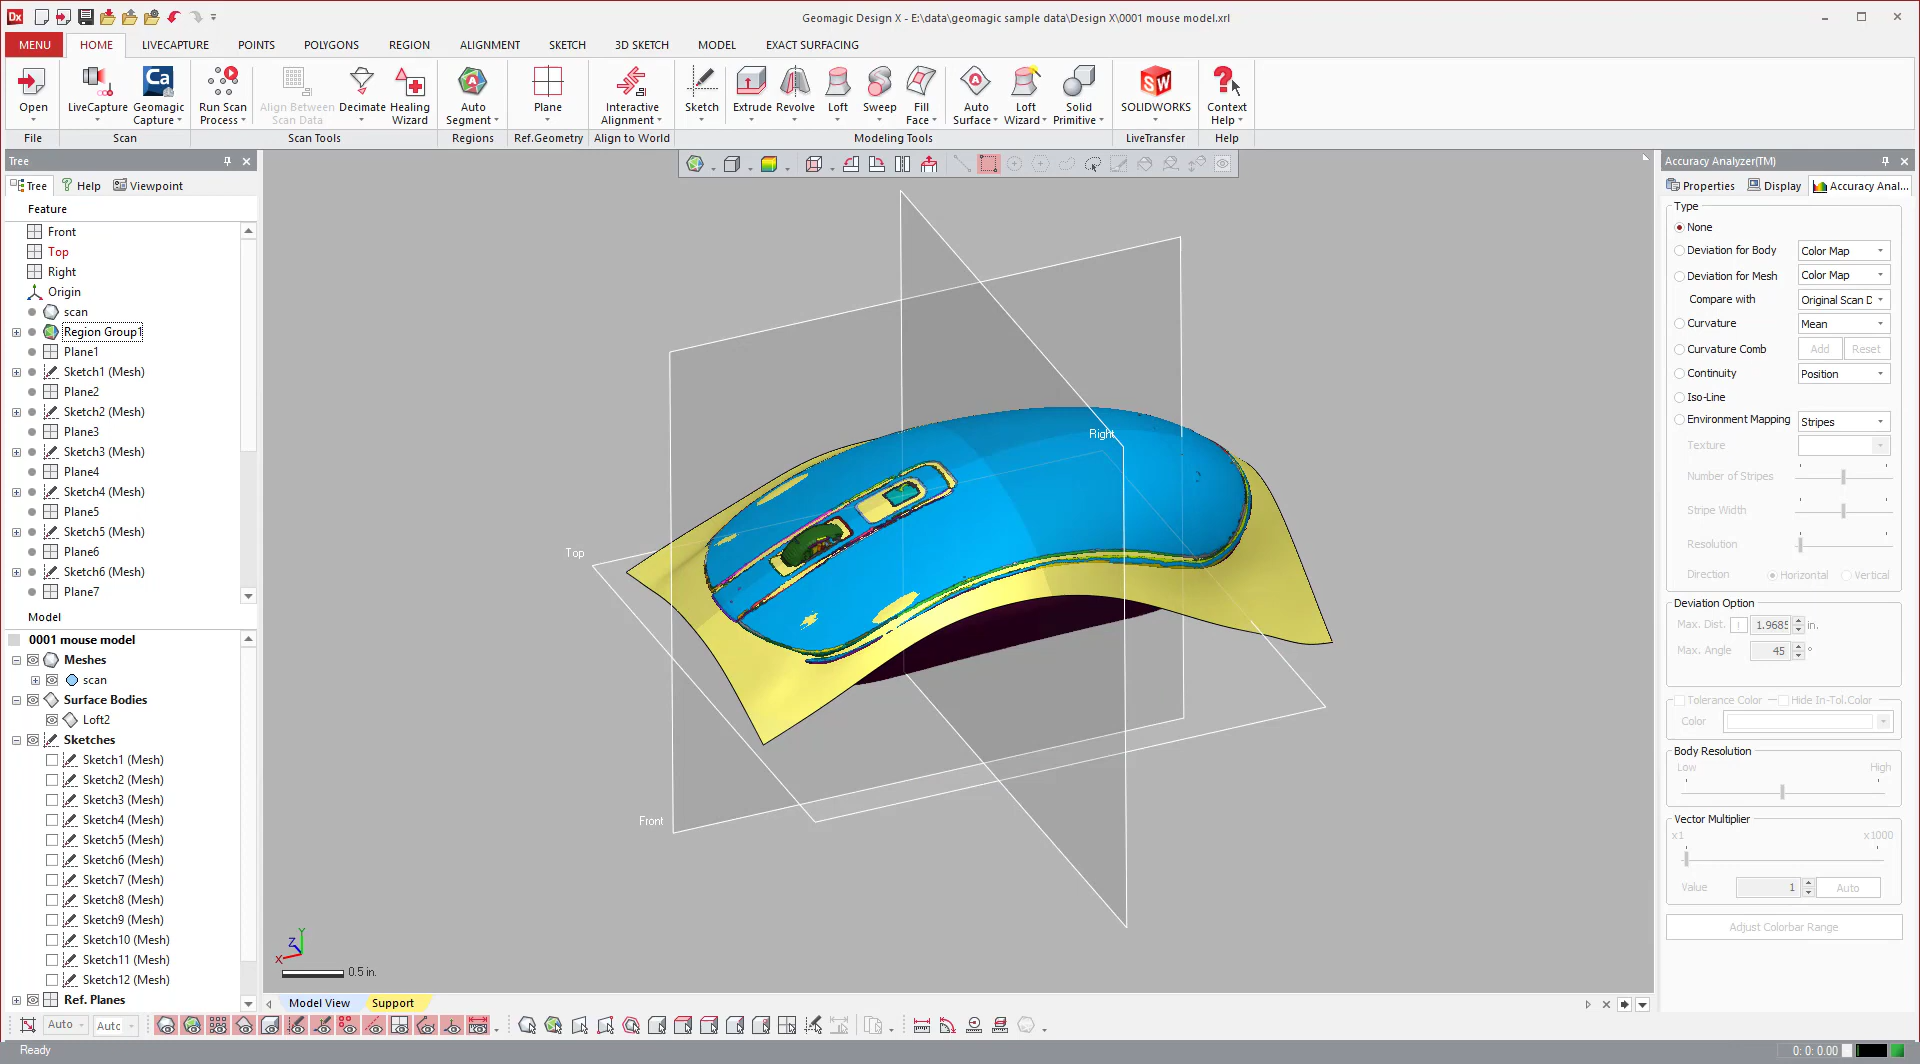 Dx
Geomagic Design X - E:\data\geomagic sample data\Design X\0001 mouse model.xrl
MENU HOME LIVECAPTURE POINTS POLYGONS REGION ALIGNMENT SKETCH 3D SKETCH MODEL EXACT SURFACING
Open
LiveCapture
Geomagic Capture
Run Scan Process
Align Between Scan Data
Decimate
Healing Wizard
Auto Segment
Plane
Interactive Alignment
Sketch
Extrude
Revolve
Loft
Sweep
Fill Face
Auto Surface
Loft Wizard
Solid Primitive
SOLIDWORKS
Context Help
File Scan Scan Tools Regions Ref.Geometry Align to World Modeling Tools LiveTransfer Help
Tree
Tree Help Viewpoint
Feature
Front
Top
Right
Origin
scan
Region Group1
Plane1
Sketch1 (Mesh)
Plane2
Sketch2 (Mesh)
Plane3
Sketch3 (Mesh)
Plane4
Sketch4 (Mesh)
Plane5
Sketch5 (Mesh)
Plane6
Sketch6 (Mesh)
Plane7
Model
0001 mouse model
Meshes
scan
Surface Bodies
Loft2
Sketches
Sketch1 (Mesh)
Sketch2 (Mesh)
Sketch3 (Mesh)
Sketch4 (Mesh)
Sketch5 (Mesh)
Sketch6 (Mesh)
Sketch7 (Mesh)
Sketch8 (Mesh)
Sketch9 (Mesh)
Sketch10 (Mesh)
Sketch11 (Mesh)
Sketch12 (Mesh)
Ref. Planes
Right
Top
Front
Y
Z
X
0.5 in.
Model View Support
Accuracy Analyzer(TM)
Properties Display Accuracy Anal...
Type
None
Deviation for Body Color Map
Deviation for Mesh Color Map
Compare with Original Scan D
Curvature Mean
Curvature Comb Add Reset
Continuity Position
Iso-Line
Environment Mapping Stripes
Texture
Number of Stripes
Stripe Width
Resolution
Direction Horizontal Vertical
Deviation Option
Max. Dist. 1.9685 in.
Max. Angle 45 °
Tolerance Color Hide In-Tol.Color
Color
Body Resolution
Low High
Vector Multiplier
x1 x1000
Value 1 Auto
Adjust Colorbar Range
Auto Auto
Ready
0: 0: 0.00